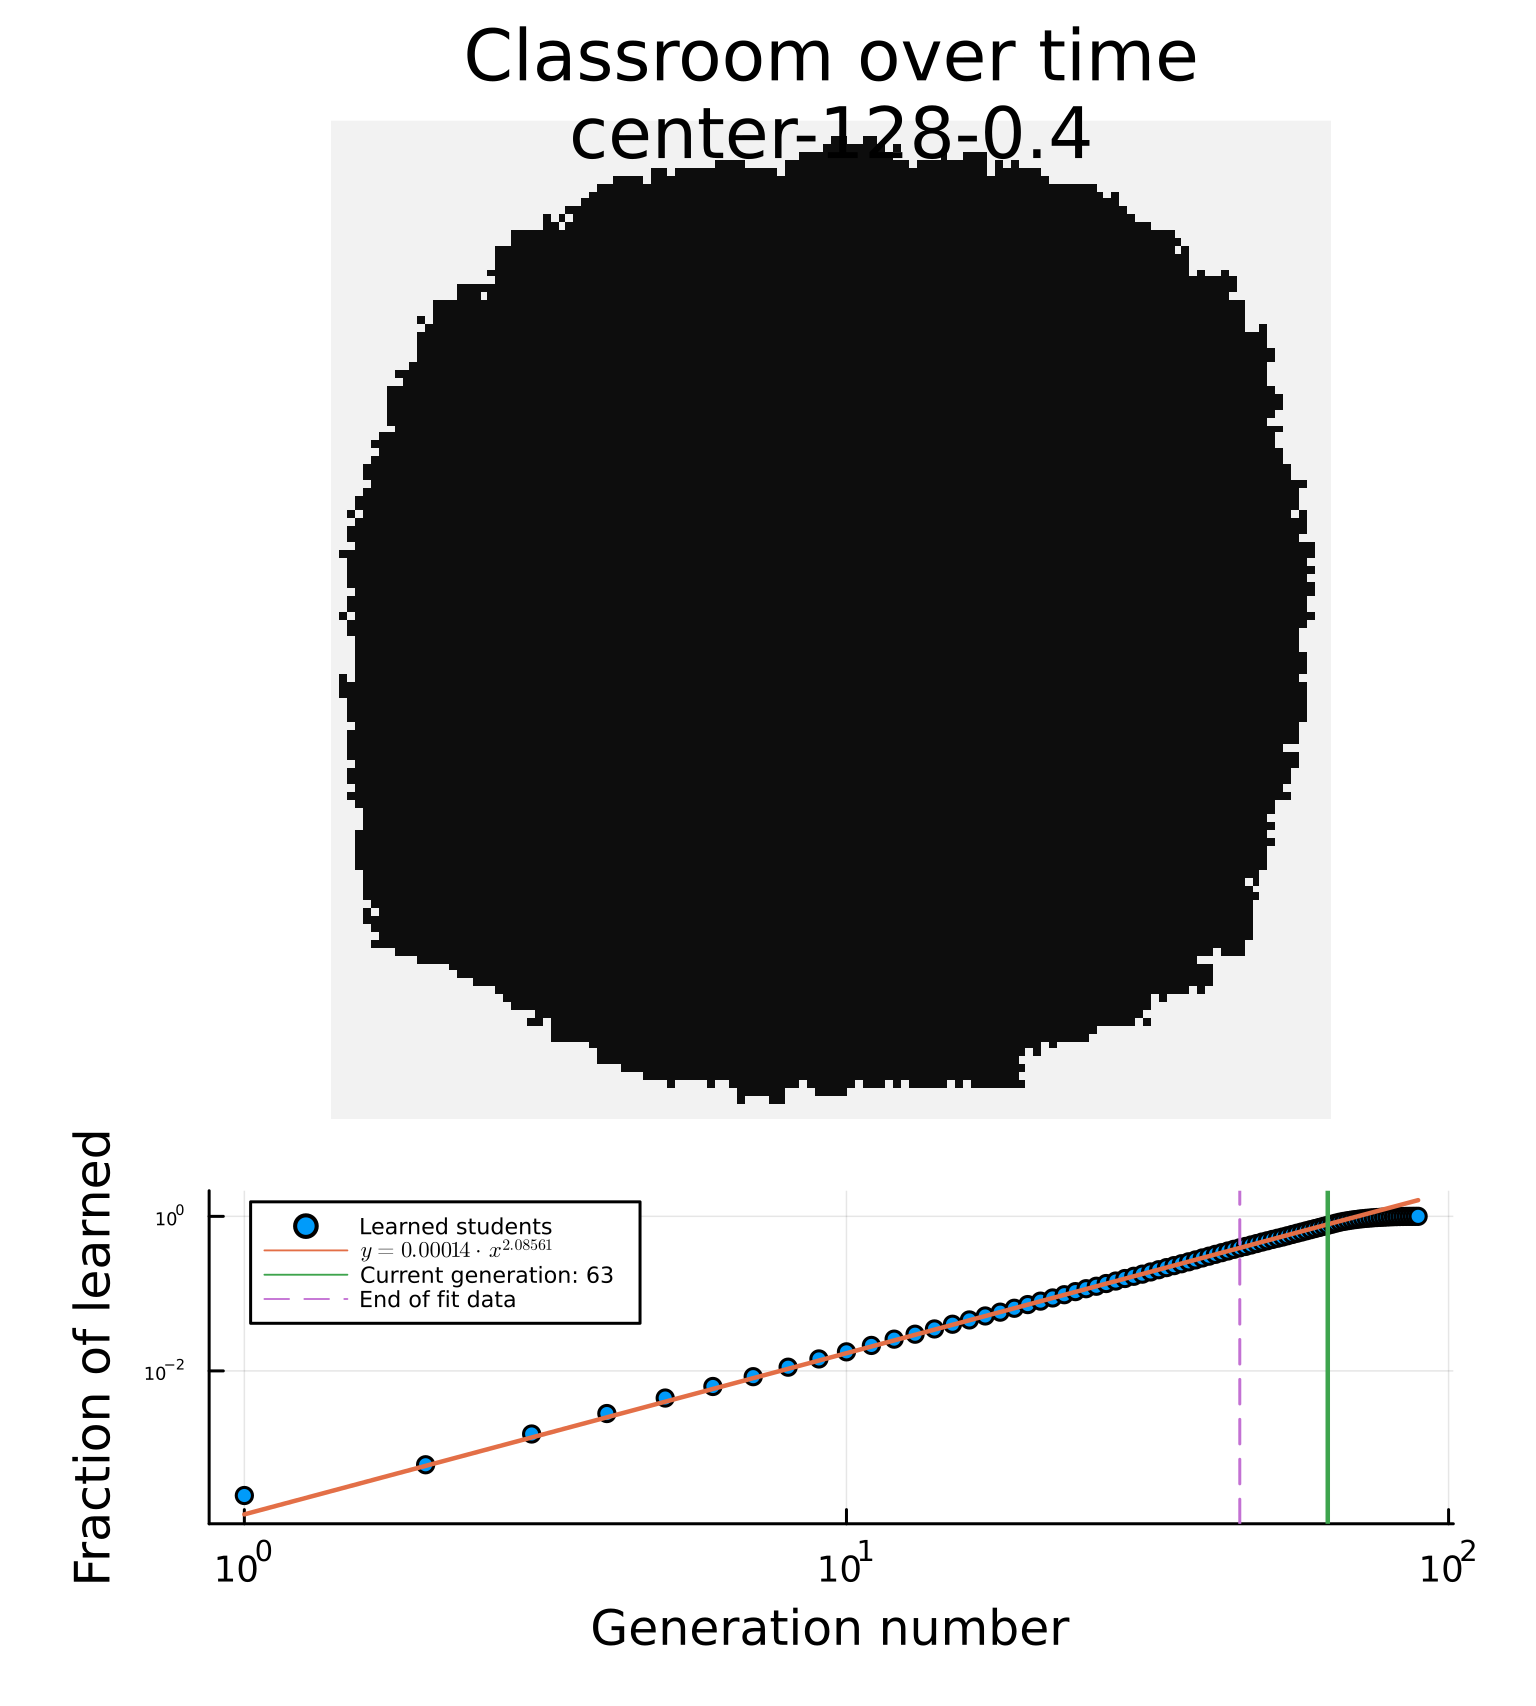 Classroom over time
center-128-0.4
Fraction of learned
10⁰
10⁻²
Learned students
y = 0.00014 · x^{2.08561}
Current generation: 63
End of fit data
10⁰ 10¹ 10²
Generation number